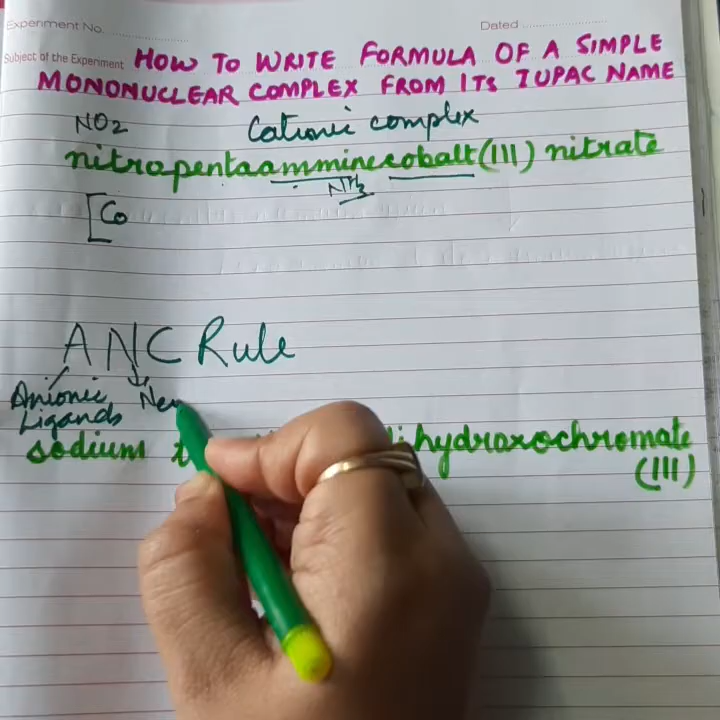 Experiment No.
Dated
Subject of the Experiment HOW TO WRITE FORMULA OF A SIMPLE
MONONUCLEAR COMPLEX FROM ITS IUPAC NAME
NO2 Cationic complex
nitropentaamminecobalt(III) nitrate
NH3
[Co
ANC Rule
Anionic Neu
Ligands
sodium t hydroxochromate
(III)